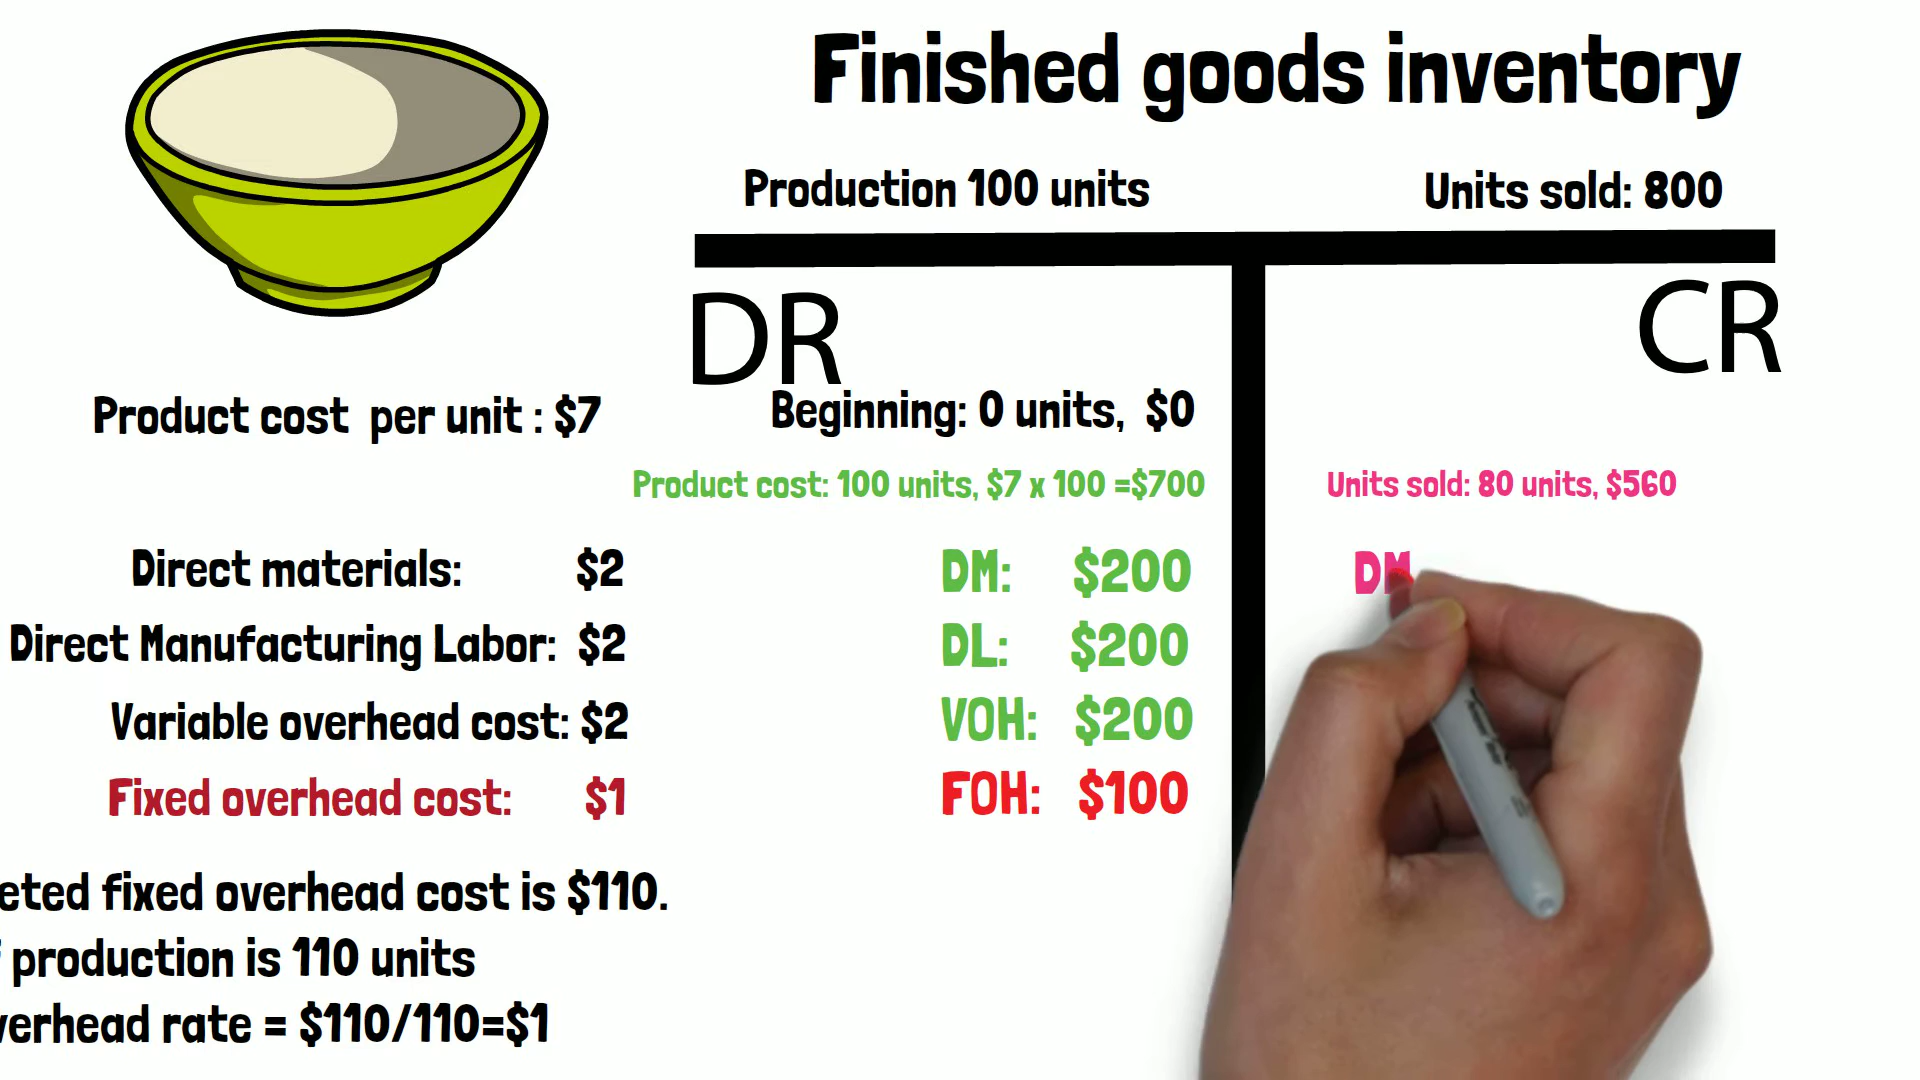 Finished goods inventory
Production 100 units
Units sold: 800
DR
CR
Product cost per unit : $7
Beginning: 0 units, $0
Product cost: 100 units, $7 x 100 =$700
Units sold: 80 units, $560
Direct materials: $2
DM: $200
DM
Direct Manufacturing Labor: $2
DL: $200
Variable overhead cost: $2
VOH: $200
Fixed overhead cost: $1
FOH: $100
eted fixed overhead cost is $110.
production is 110 units
verhead rate = $110/110=$1